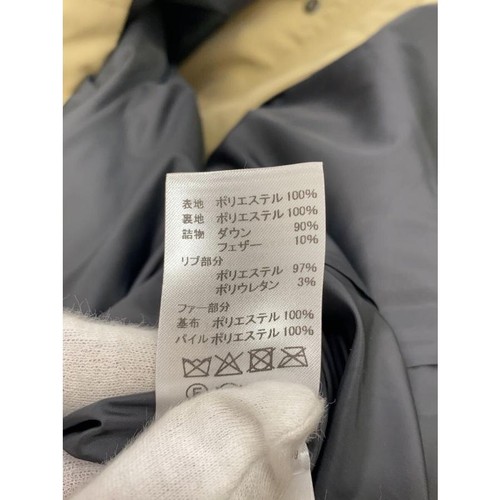 表地 ポリエステル 100%
裏地 ポリエステル 100%
詰物 ダウン 90%
フェザー 10%
リブ部分
ポリエステル 97%
ポリウレタン 3%
ファー部分
基布 ポリエステル 100%
パイル ポリエステル 100%
F